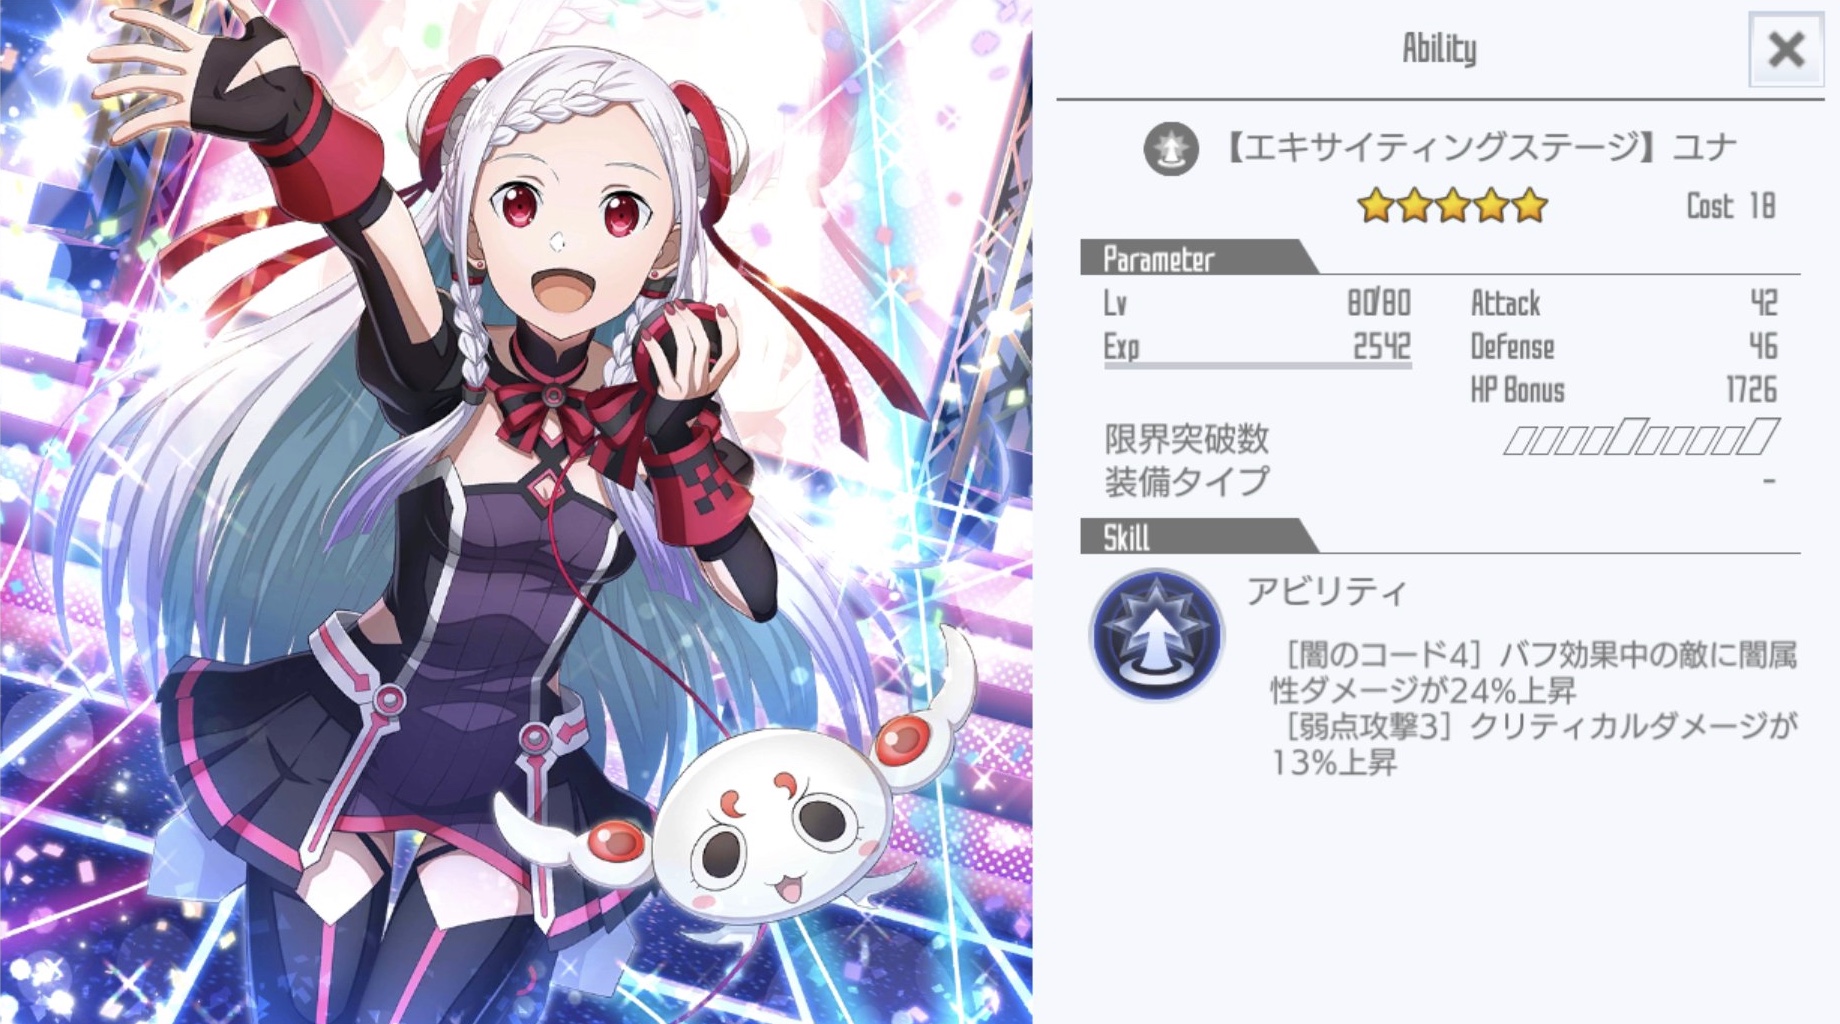 Ability
【エキサイティングステージ】ユナ
Cost 18
Parameter
Lv 80/80
Exp 2542
Attack 42
Defense 46
HP Bonus 1726
限界突破数
装備タイプ -
Skill
アビリティ
［闇のコード4］バフ効果中の敵に闇属
性ダメージが24%上昇
［弱点攻撃3］クリティカルダメージが
13%上昇